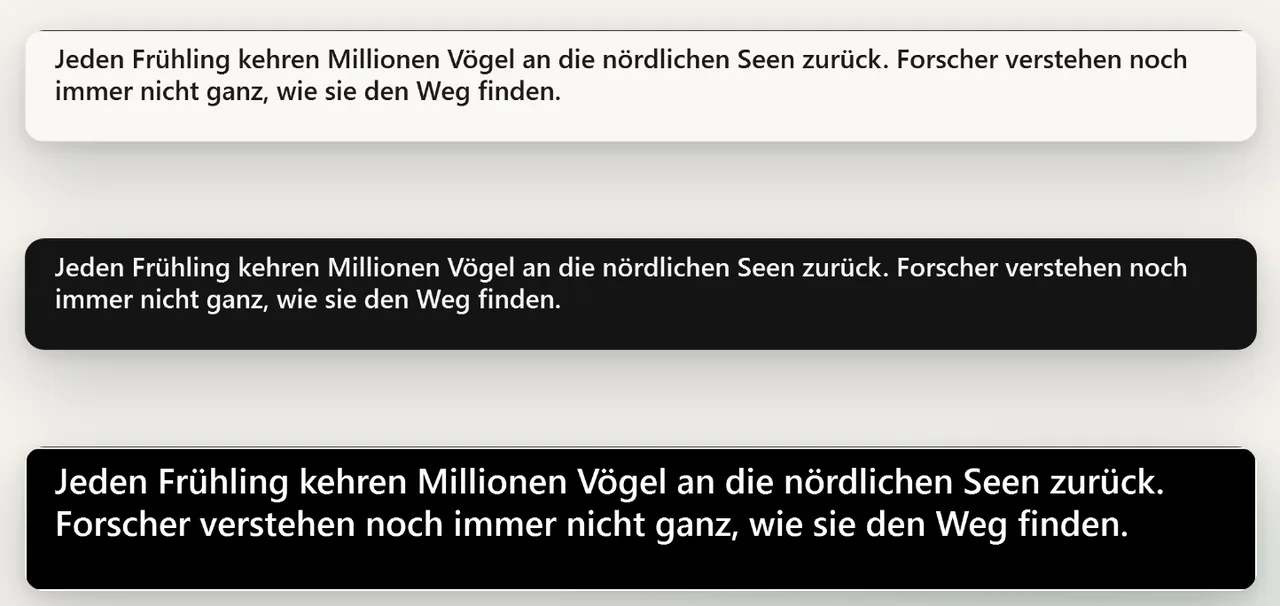 Jeden Frühling kehren Millionen Vögel an die nördlichen Seen zurück. Forscher verstehen noch
immer nicht ganz, wie sie den Weg finden.
Jeden Frühling kehren Millionen Vögel an die nördlichen Seen zurück. Forscher verstehen noch
immer nicht ganz, wie sie den Weg finden.
Jeden Frühling kehren Millionen Vögel an die nördlichen Seen zurück.
Forscher verstehen noch immer nicht ganz, wie sie den Weg finden.